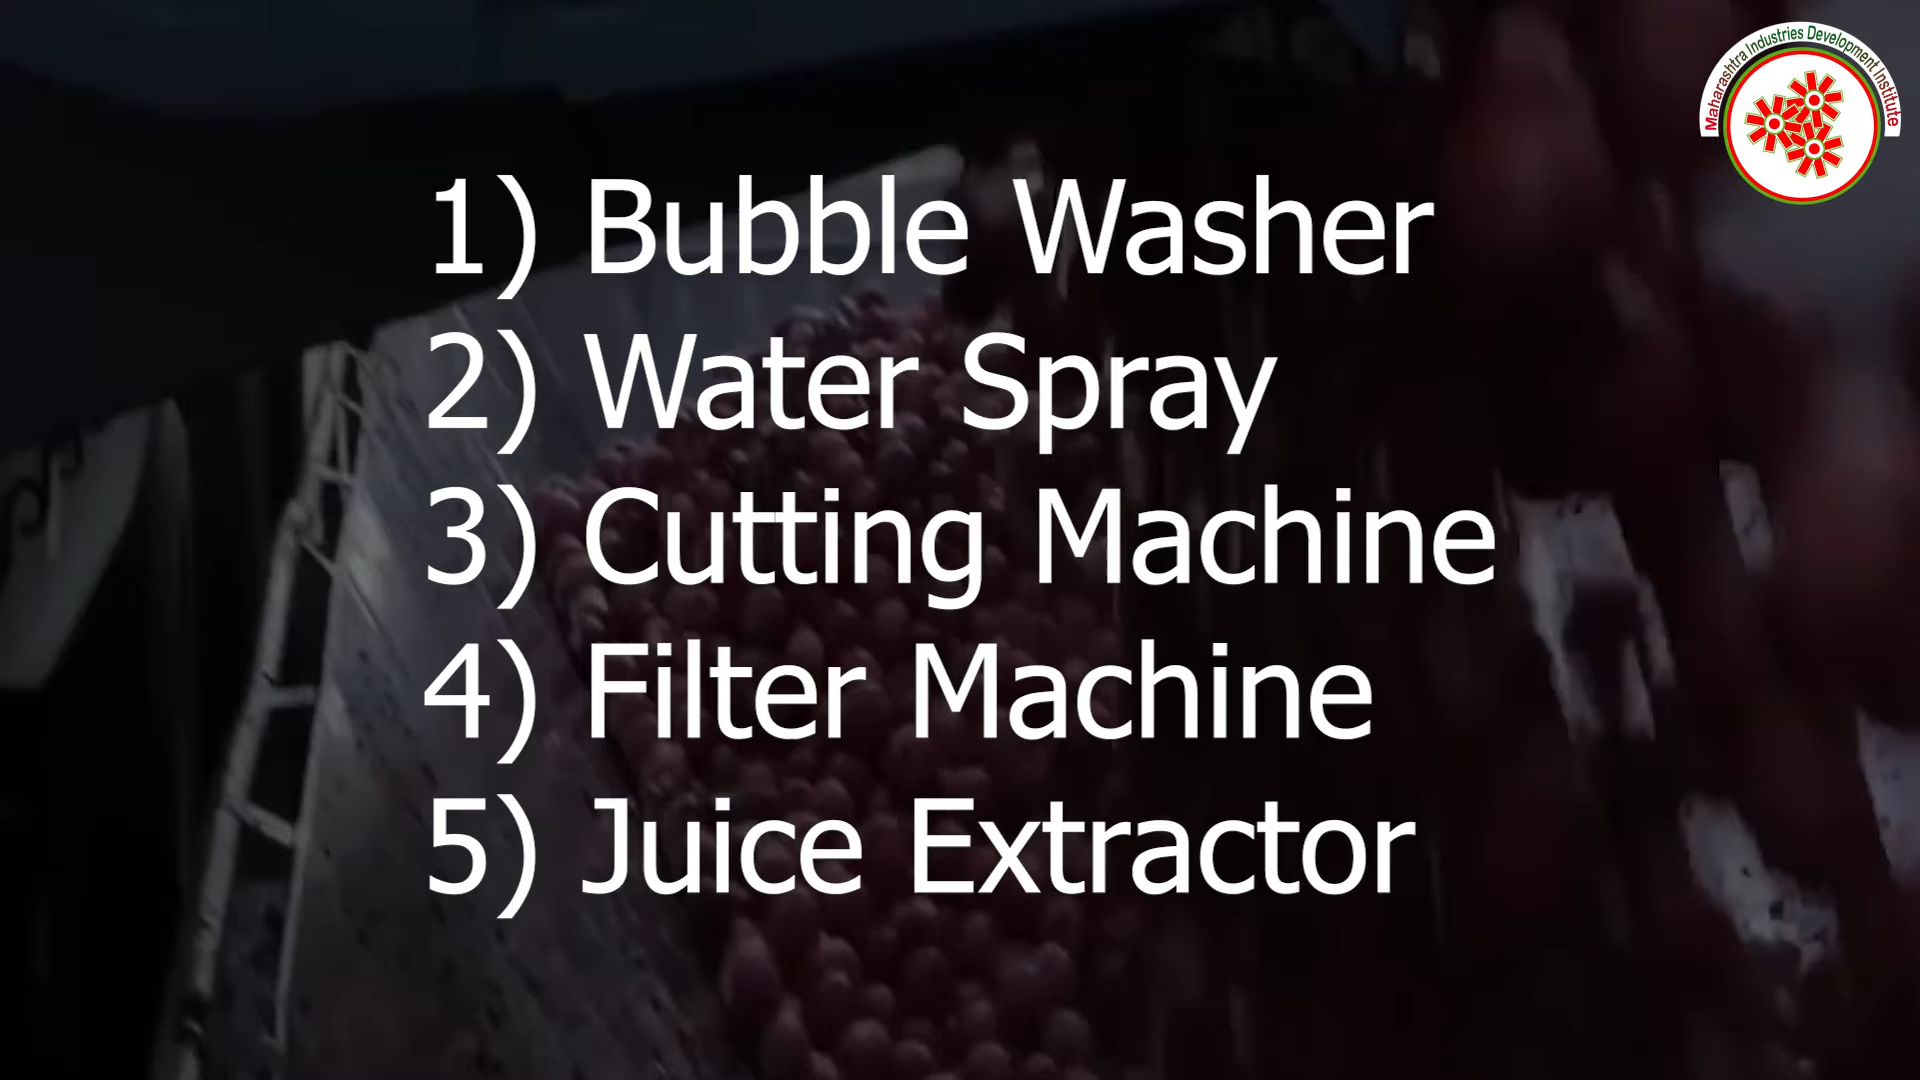 Maharashtra Industries Development Institute
1) Bubble Washer
2) Water Spray
3) Cutting Machine
4) Filter Machine
5) Juice Extractor